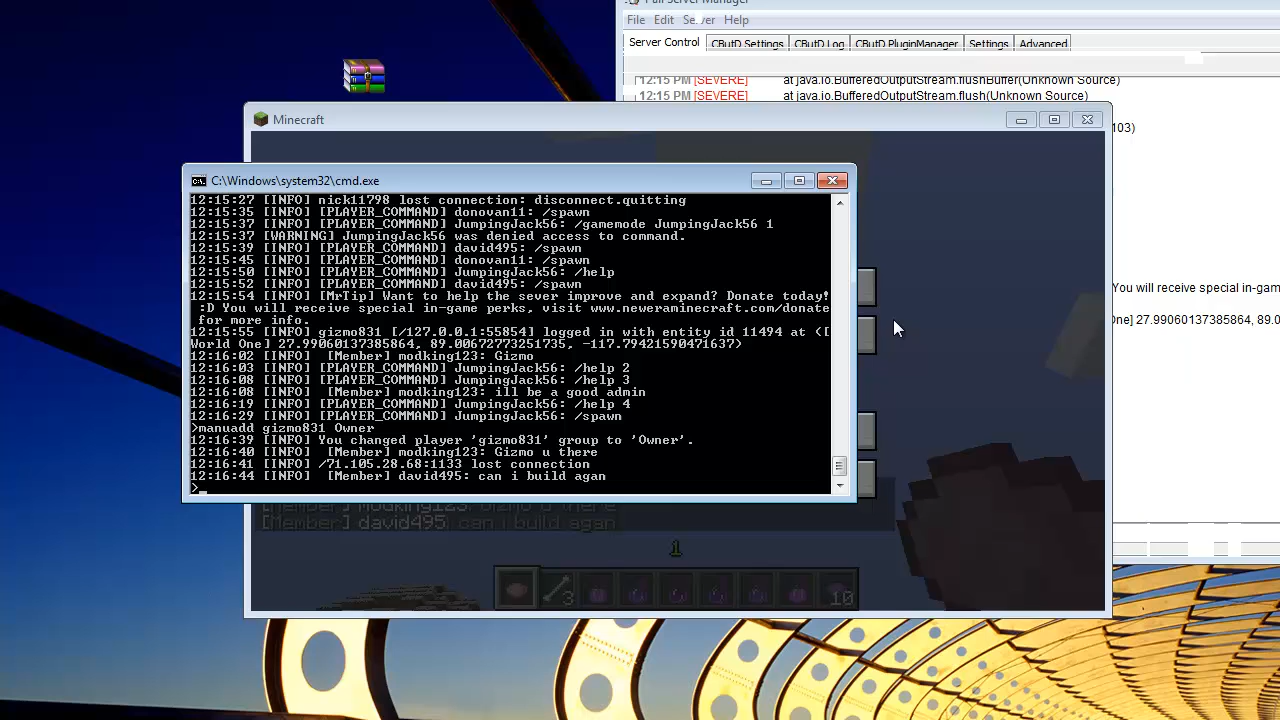 Server Manager
File Edit Server Help
Server Control CButD Settings CButD Log CButD PluginManager Settings Advanced
12:15 PM [SEVERE] at java.io.BufferedOutputStream.flushBuffer(Unknown Source)
12:15 PM [SEVERE] at java.io.BufferedOutputStream.flush(Unknown Source)
Minecraft
103)
C:\Windows\system32\cmd.exe
12:15:27 [INFO] nick11798 lost connection: disconnect.quitting
12:15:35 [INFO] [PLAYER_COMMAND] donovan11: /spawn
12:15:37 [INFO] [PLAYER_COMMAND] JumpingJack56: /gamemode JumpingJack56 1
12:15:37 [WARNING] JumpingJack56 was denied access to command.
12:15:39 [INFO] [PLAYER_COMMAND] david495: /spawn
12:15:45 [INFO] [PLAYER_COMMAND] donovan11: /spawn
12:15:50 [INFO] [PLAYER_COMMAND] JumpingJack56: /help
12:15:52 [INFO] [PLAYER_COMMAND] david495: /spawn
12:15:54 [INFO] [MrTip] Want to help the sever improve and expand? Donate today!
:D You will receive special in-game perks, visit www.neweraminecraft.com/donate
for more info.
12:15:55 [INFO] gizmo831 [/127.0.0.1:55854] logged in with entity id 11494 at ([
World One] 27.99060137385864, 89.00672773251735, -117.79421590471637)
12:16:02 [INFO] [Member] modking123: Gizmo
12:16:03 [INFO] [PLAYER_COMMAND] JumpingJack56: /help 2
12:16:08 [INFO] [PLAYER_COMMAND] JumpingJack56: /help 3
12:16:08 [INFO] [Member] modking123: ill be a good admin
12:16:19 [INFO] [PLAYER_COMMAND] JumpingJack56: /help 4
12:16:29 [INFO] [PLAYER_COMMAND] JumpingJack56: /spawn
>manuadd gizmo831 Owner
12:16:39 [INFO] You changed player 'gizmo831' group to 'Owner'.
12:16:40 [INFO] [Member] modking123: Gizmo u there
12:16:41 [INFO] /71.105.28.68:1133 lost connection
12:16:44 [INFO] [Member] david495: can i build agan
>_
You will receive special in-gam
One] 27.99060137385864, 89.0
[Member] modking123: Gizmo u there
[Member] david495: can i build agan
1
3
10